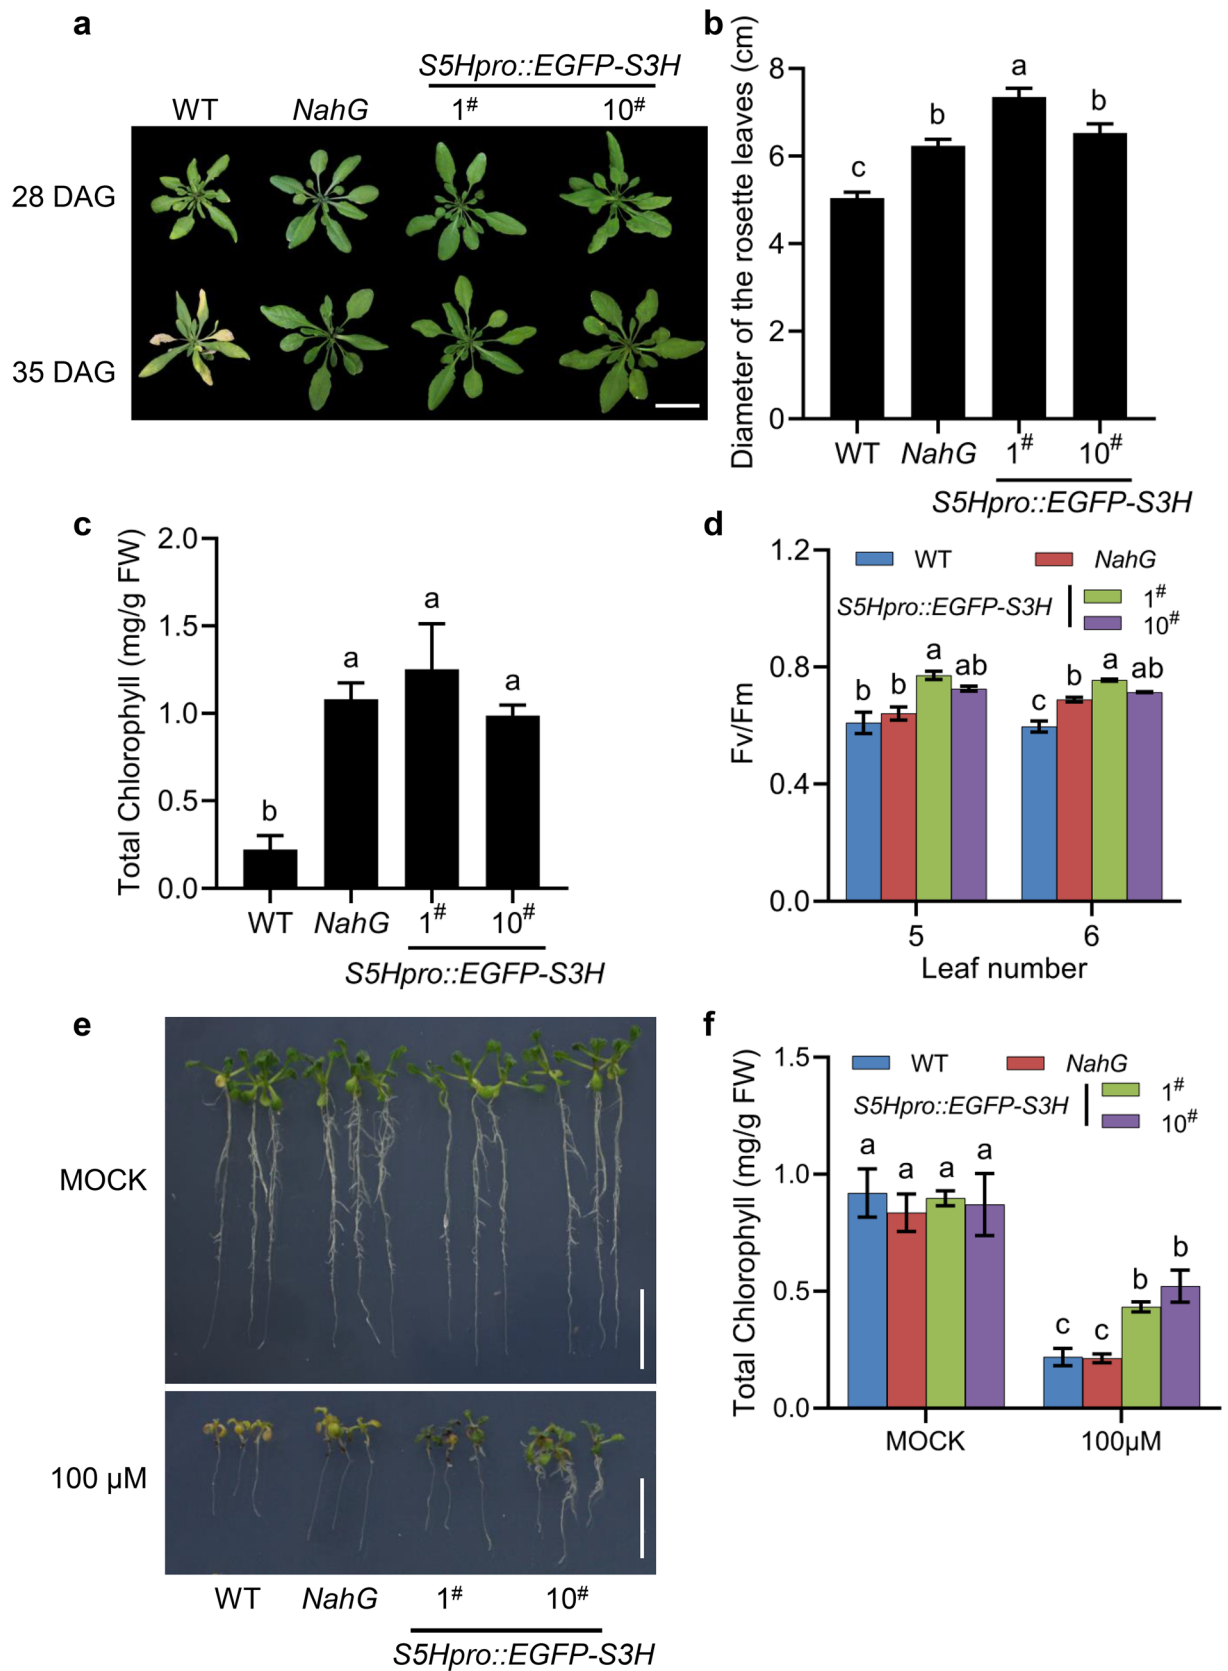 a
S5Hpro::EGFP-S3H
WT NahG 1# 10#
28 DAG
35 DAG
b
Diameter of the rosette leaves (cm)
8
6
4
2
0
c
b
a
b
WT NahG 1# 10#
S5Hpro::EGFP-S3H
c
Total Chlorophyll (mg/g FW)
2.0
1.5
1.0
0.5
0.0
b
a
a
a
WT NahG 1# 10#
S5Hpro::EGFP-S3H
d
Fv/Fm
1.2
0.8
0.4
0.0
WT NahG
S5Hpro::EGFP-S3H 1#
10#
b b a ab
c b a ab
5 6
Leaf number
e
MOCK
100 µM
WT NahG 1# 10#
S5Hpro::EGFP-S3H
f
Total Chlorophyll (mg/g FW)
1.5
1.0
0.5
0.0
WT NahG
S5Hpro::EGFP-S3H 1#
10#
a a a a
c c b b
MOCK 100µM